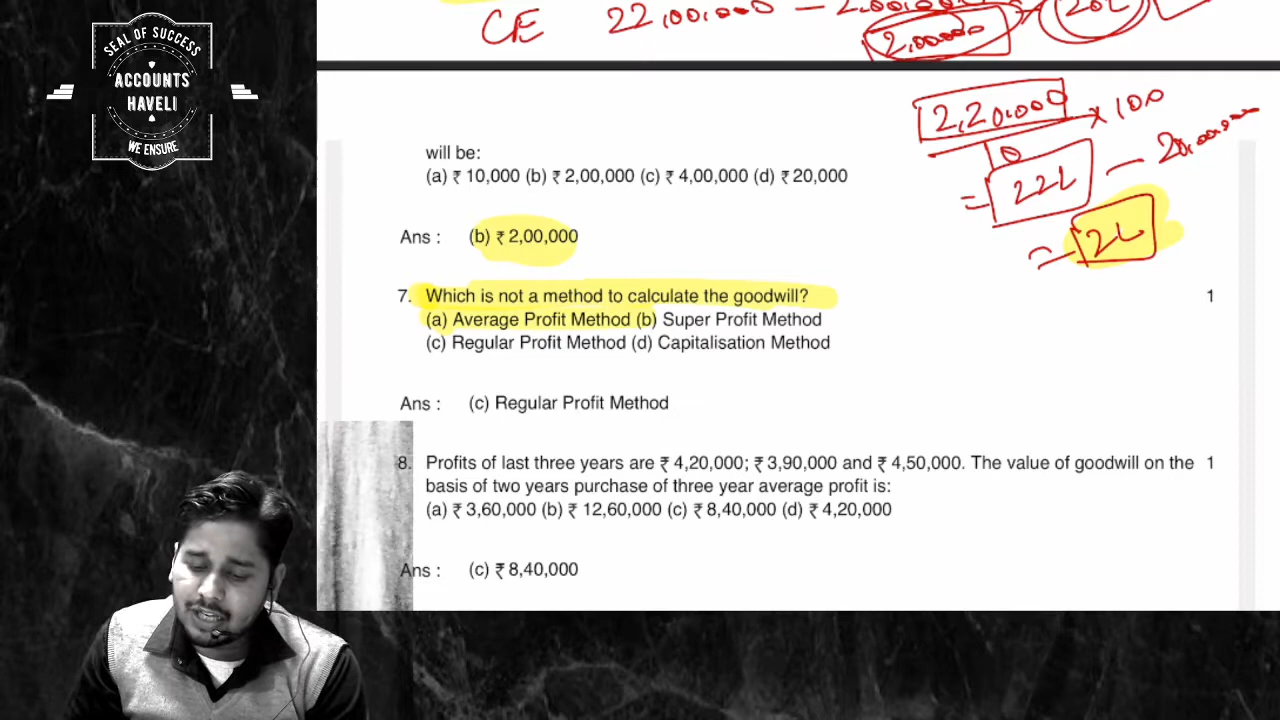 SEAL OF SUCCESS
ACCOUNTS
HAVELI
WE ENSURE
CE 22,00,000 -
2,00,000
20L
2,20,000 × 100
10
= 22L - 20,00,000
= 2L
will be:
(a) ₹ 10,000 (b) ₹ 2,00,000 (c) ₹ 4,00,000 (d) ₹ 20,000
Ans : (b) ₹ 2,00,000
7. Which is not a method to calculate the goodwill? 1
(a) Average Profit Method (b) Super Profit Method
(c) Regular Profit Method (d) Capitalisation Method
Ans : (c) Regular Profit Method
8. Profits of last three years are ₹ 4,20,000; ₹ 3,90,000 and ₹ 4,50,000. The value of goodwill on the 1
basis of two years purchase of three year average profit is:
(a) ₹ 3,60,000 (b) ₹ 12,60,000 (c) ₹ 8,40,000 (d) ₹ 4,20,000
Ans : (c) ₹ 8,40,000